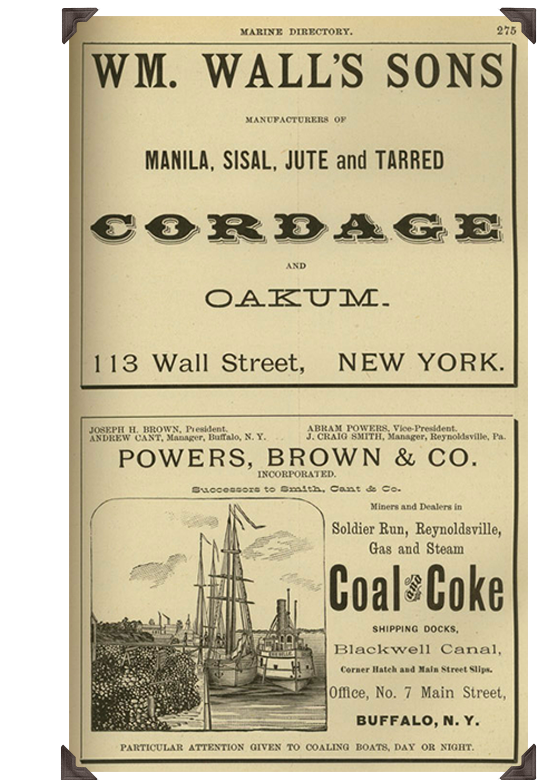 MARINE DIRECTORY. 275
WM. WALL'S SONS
MANUFACTURERS OF
MANILA, SISAL, JUTE and TARRED
CORDAGE
AND
OAKUM.
113 Wall Street, NEW YORK.
JOSEPH H. BROWN, President. ABRAM POWERS, Vice-President.
ANDREW CANT, Manager, Buffalo, N. Y. J. CRAIG SMITH, Manager, Reynoldsville, Pa.
POWERS, BROWN & CO.
INCORPORATED.
Successors to Smith, Cant & Co.
Miners and Dealers in
Soldier Run, Reynoldsville,
Gas and Steam
Coal and Coke
SHIPPING DOCKS,
Blackwell Canal,
Corner Hatch and Main Street Slips.
Office, No. 7 Main Street,
BUFFALO, N. Y.
PARTICULAR ATTENTION GIVEN TO COALING BOATS, DAY OR NIGHT.